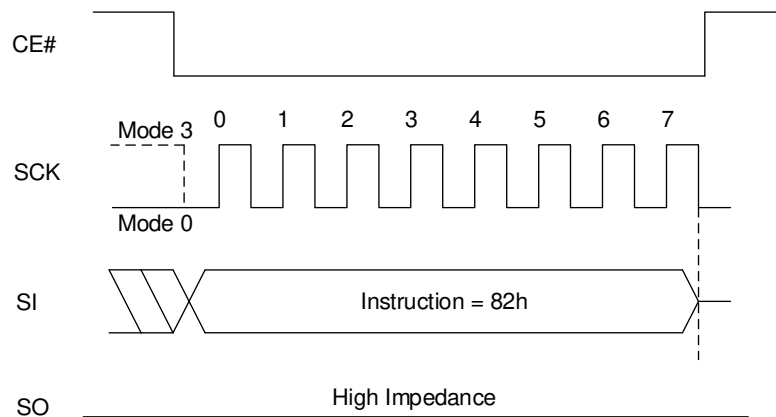 CE#
Mode 3
0 1 2 3 4 5 6 7
SCK
Mode 0
SI
Instruction = 82h
SO
High Impedance